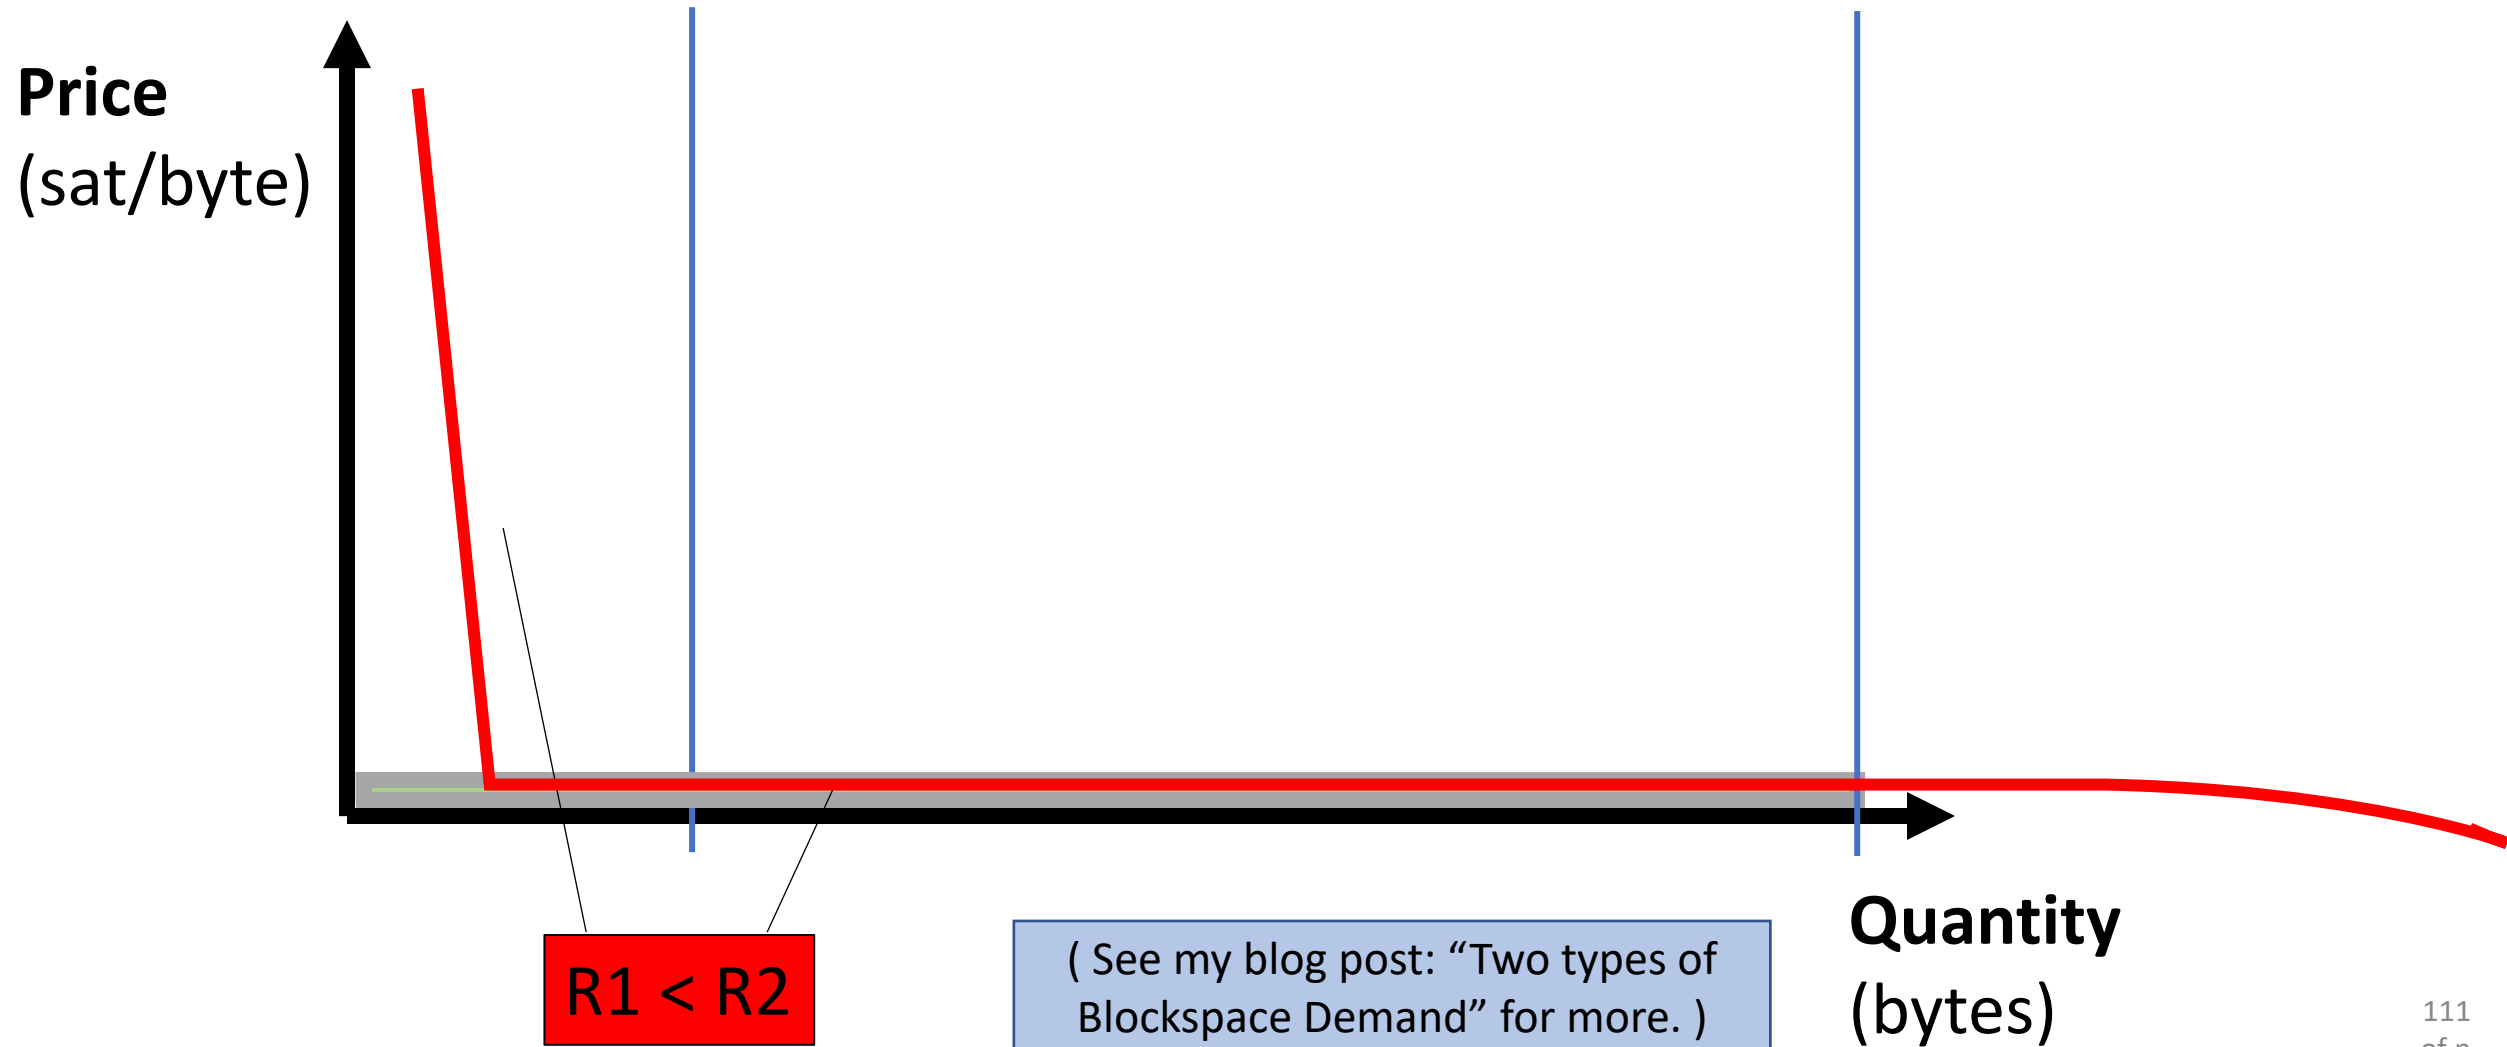 Price
(sat/byte)
R1 < R2
( See my blog post: “Two types of
Blockspace Demand” for more. )
Quantity
(bytes)
111
of n